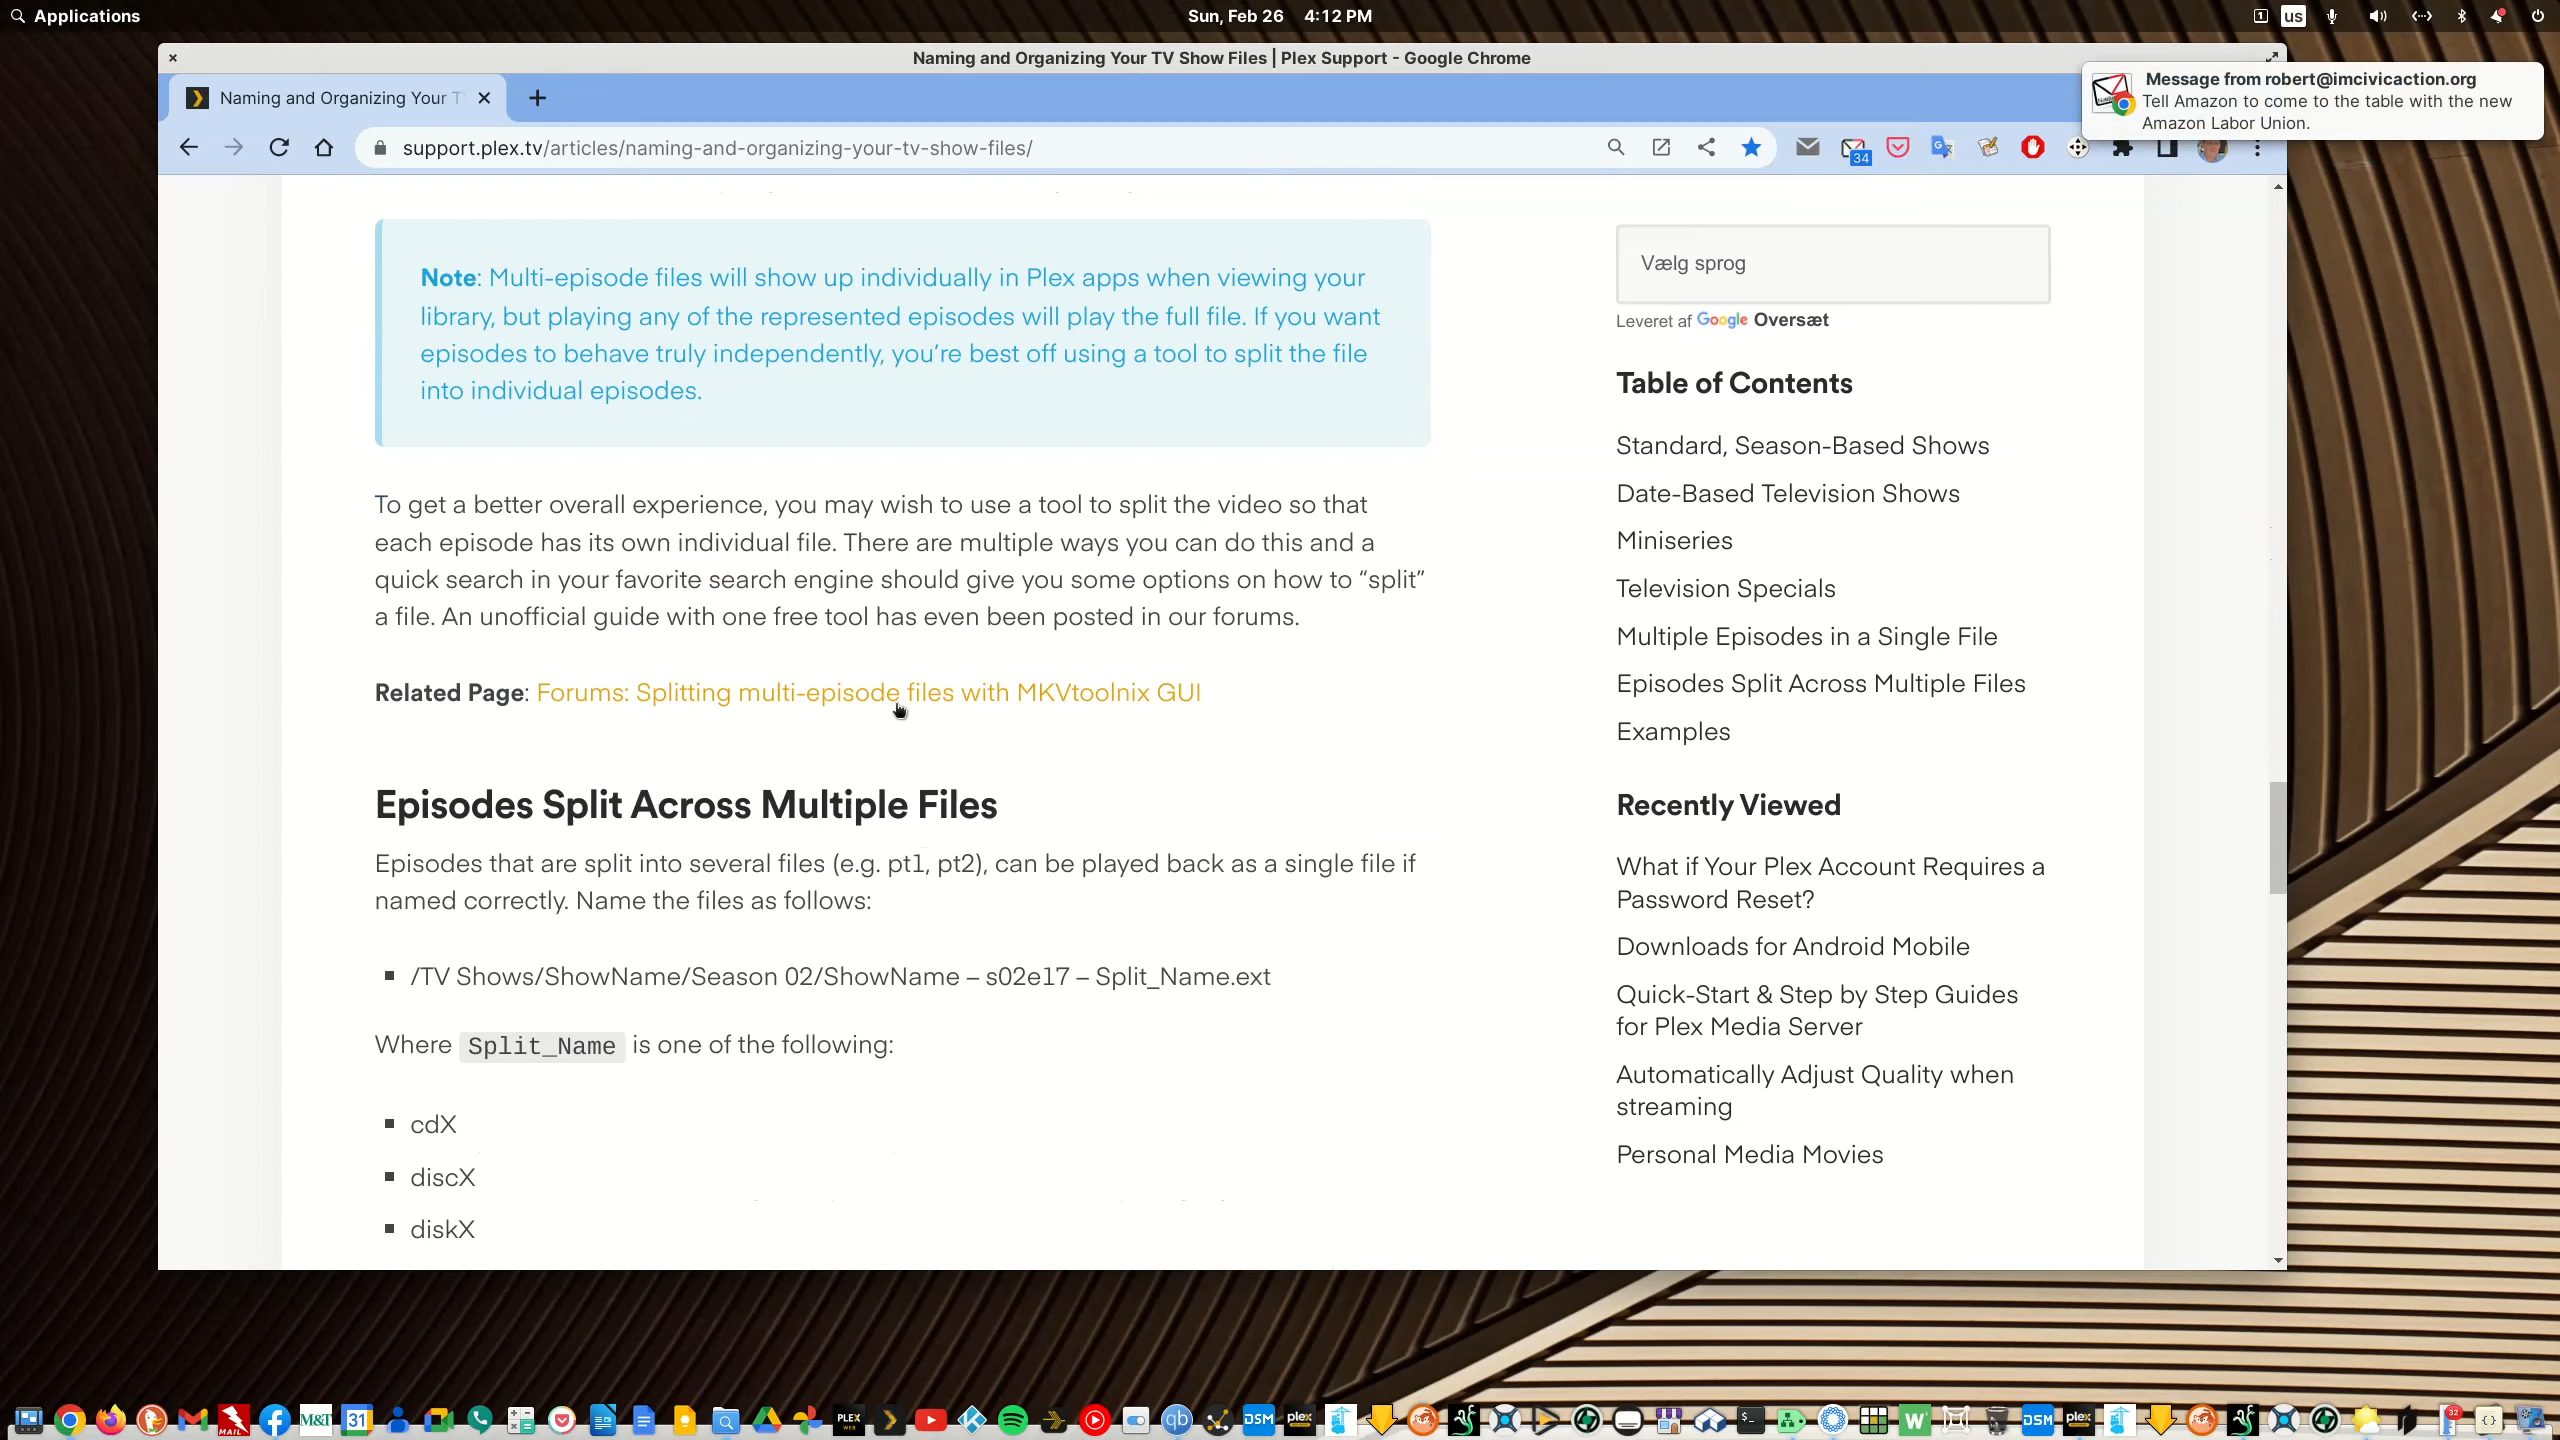 Applications
Sun, Feb 26 4:12 PM
1 us
Naming and Organizing Your TV Show Files | Plex Support - Google Chrome
Naming and Organizing Your T
Message from robert@imcivicaction.org
Tell Amazon to come to the table with the new
Amazon Labor Union.
support.plex.tv/articles/naming-and-organizing-your-tv-show-files/
34
Note: Multi-episode files will show up individually in Plex apps when viewing your
library, but playing any of the represented episodes will play the full file. If you want
episodes to behave truly independently, you’re best off using a tool to split the file
into individual episodes.
To get a better overall experience, you may wish to use a tool to split the video so that
each episode has its own individual file. There are multiple ways you can do this and a
quick search in your favorite search engine should give you some options on how to “split”
a file. An unofficial guide with one free tool has even been posted in our forums.
Related Page: Forums: Splitting multi-episode files with MKVtoolnix GUI
Episodes Split Across Multiple Files
Episodes that are split into several files (e.g. pt1, pt2), can be played back as a single file if
named correctly. Name the files as follows:
/TV Shows/ShowName/Season 02/ShowName – s02e17 – Split_Name.ext
Where Split_Name is one of the following:
cdX
discX
diskX
Vælg sprog
Leveret af Google Oversæt
Table of Contents
Standard, Season-Based Shows
Date-Based Television Shows
Miniseries
Television Specials
Multiple Episodes in a Single File
Episodes Split Across Multiple Files
Examples
Recently Viewed
What if Your Plex Account Requires a
Password Reset?
Downloads for Android Mobile
Quick-Start & Step by Step Guides
for Plex Media Server
Automatically Adjust Quality when
streaming
Personal Media Movies
MAIL M&T 31 PLEX WEB qb DSM plex W DSM plex 32